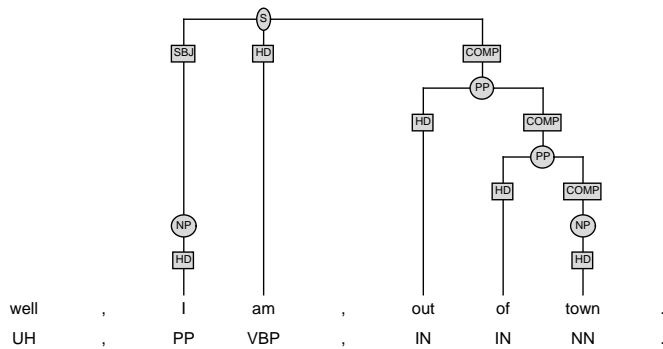 S
SBJ HD COMP
PP
HD COMP
PP
HD COMP
NP NP
HD HD
well , I am , out of town .
UH , PP VBP , IN IN NN .